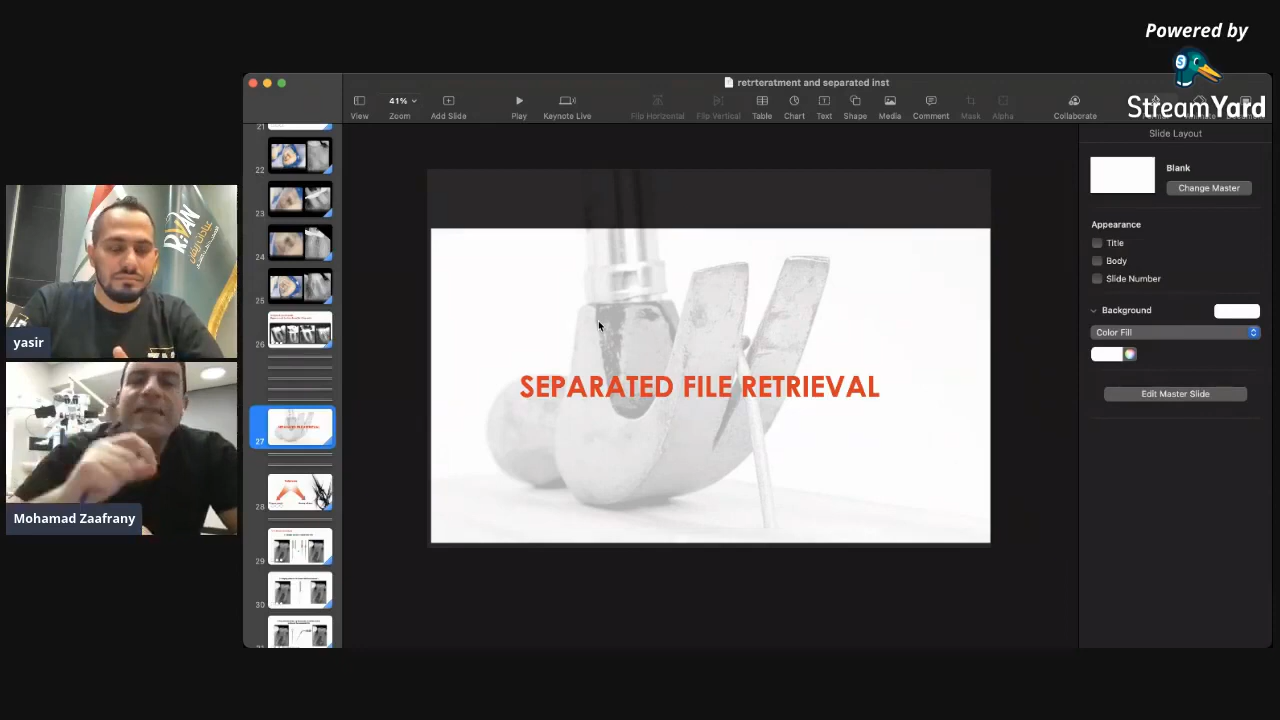 Powered by
StreamYard
retrteratment and separated inst
41%
View
Zoom
Add Slide
Play
Keynote Live
Flip Horizontal
Flip Vertical
Table
Chart
Text
Shape
Media
Comment
Mask
Alpha
Collaborate
21
22
23
24
25
26
27
28
29
30
SEPARATED FILE RETRIEVAL
Slide Layout
Blank
Change Master
Appearance
Title
Body
Slide Number
Background
Color Fill
Edit Master Slide
RIYAN
yasir
Mohamad Zaafrany